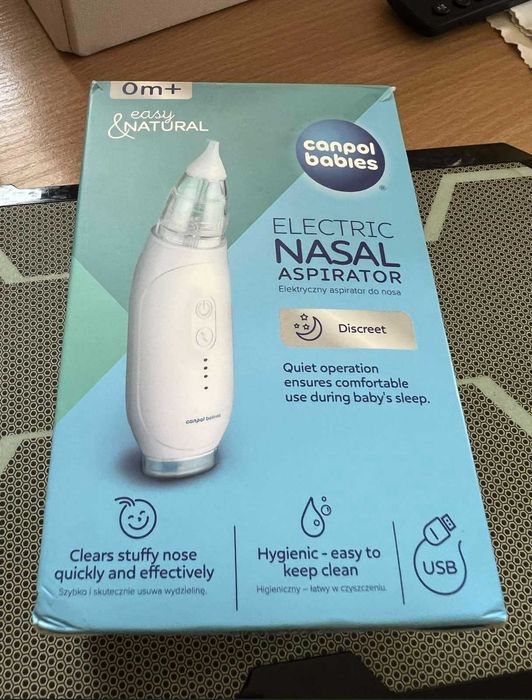 0m+
easy
&NATURAL
canpol
babies
®
ELECTRIC
NASAL
ASPIRATOR
Elektryczny aspirator do nosa
Discreet
Quiet operation
ensures comfortable
use during baby's sleep.
canpol babies
Clears stuffy nose
quickly and effectively
Szybko i skutecznie usuwa wydzielinę.
Hygienic - easy to
keep clean
Higieniczny – łatwy w czyszczeniu.
USB